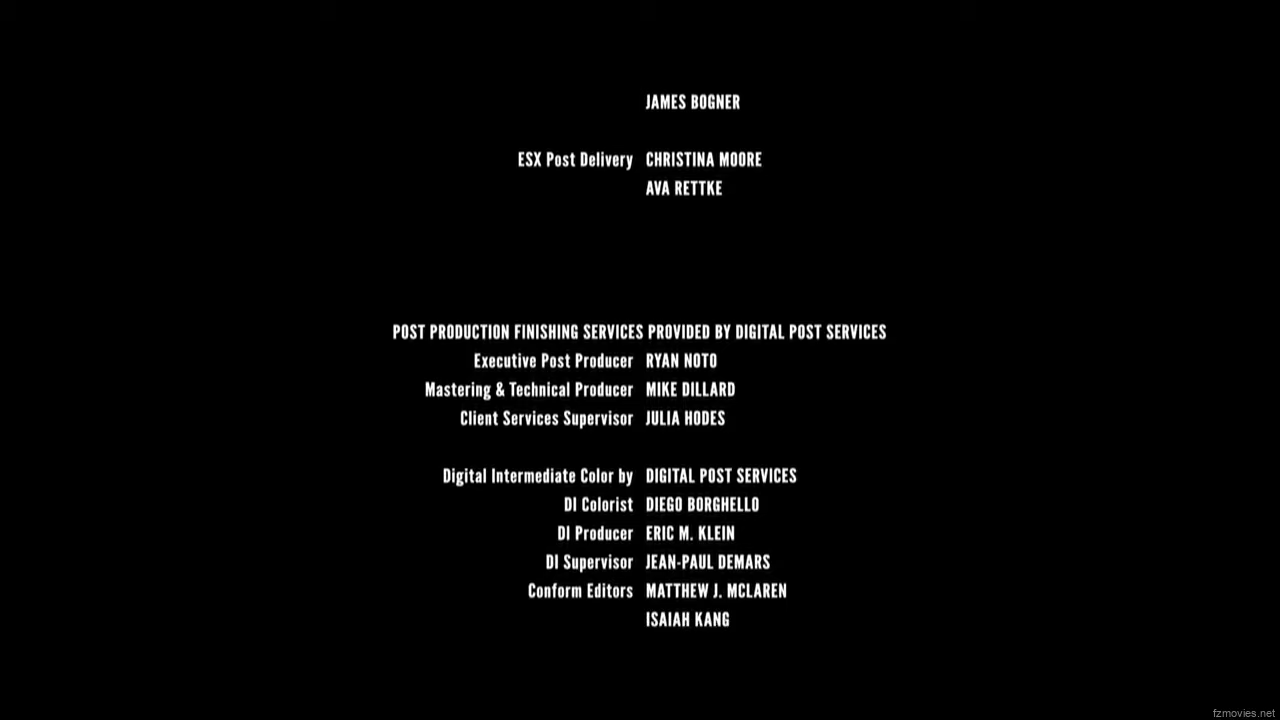 JAMES BOGNER
ESX Post Delivery CHRISTINA MOORE
AVA RETTKE
POST PRODUCTION FINISHING SERVICES PROVIDED BY DIGITAL POST SERVICES
Executive Post Producer RYAN NOTO
Mastering & Technical Producer MIKE DILLARD
Client Services Supervisor JULIA HODES
Digital Intermediate Color by DIGITAL POST SERVICES
DI Colorist DIEGO BORGHELLO
DI Producer ERIC M. KLEIN
DI Supervisor JEAN-PAUL DEMARS
Conform Editors MATTHEW J. MCLAREN
ISAIAH KANG
fzmovies.net